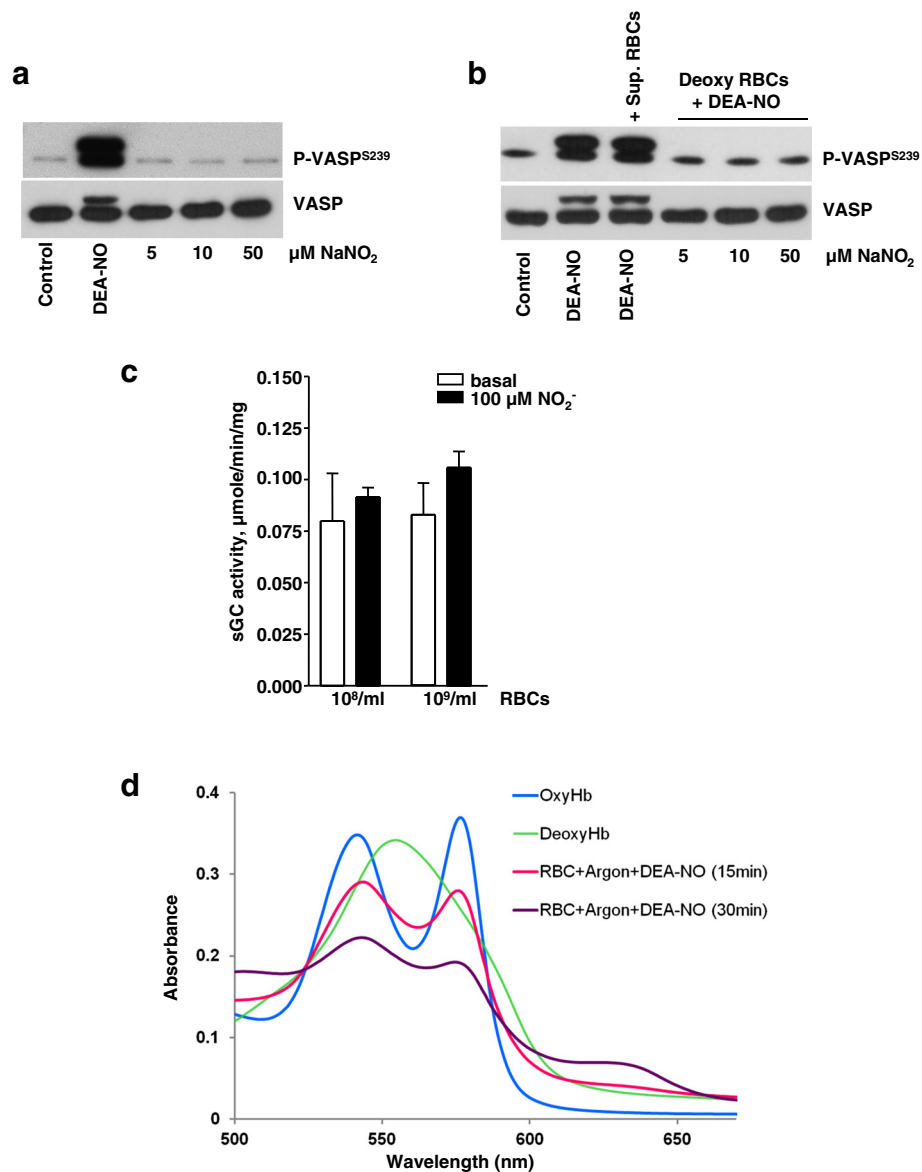 a
P-VASPS239
VASP
Control
DEA-NO
5 10 50 µM NaNO2
b
+ Sup. RBCs
Deoxy RBCs
+ DEA-NO
P-VASPS239
VASP
Control
DEA-NO
DEA-NO
5 10 50 µM NaNO2
c
sGC activity, µmole/min/mg
0.150
0.125
0.100
0.075
0.050
0.025
0.000
basal
100 µM NO2-
10⁸/ml 10⁹/ml RBCs
d
Absorbance
0.4
0.3
0.2
0.1
0
OxyHb
DeoxyHb
RBC+Argon+DEA-NO (15min)
RBC+Argon+DEA-NO (30min)
500 550 600 650
Wavelength (nm)